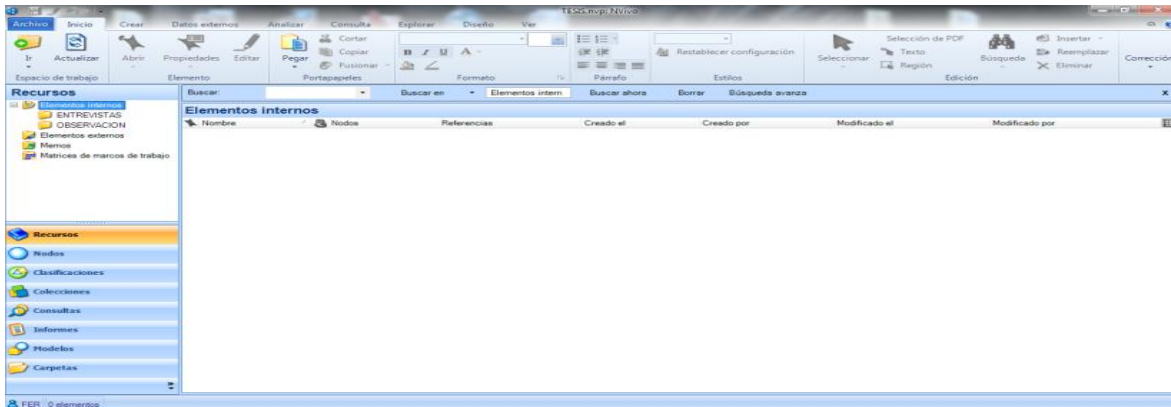 TESIS.nvp: NVivo
Archivo Inicio Crear Datos externos Analizar Consulta Explorar Diseño Ver
Cortar Selección de PDF Insertar
Ir Actualizar Abrir Propiedades Editar Pegar Copiar B I U A Restablecer configuración Seleccionar Texto Búsqueda Reemplazar Corrección
Fusionar Región Eliminar
Espacio de trabajo Elemento Portapapeles Formato Párrafo Estilos Edición
Recursos Buscar: Buscar en Elementos intern Buscar ahora Borrar Búsqueda avanza x
Elementos internos
ENTREVISTAS
OBSERVACION
Elementos externos
Memos
Matrices de marcos de trabajo
Elementos internos
Nombre Nodos Referencias Creado el Creado por Modificado el Modificado por
Recursos
Nodos
Clasificaciones
Colecciones
Consultas
Informes
Modelos
Carpetas
FER 0 elementos